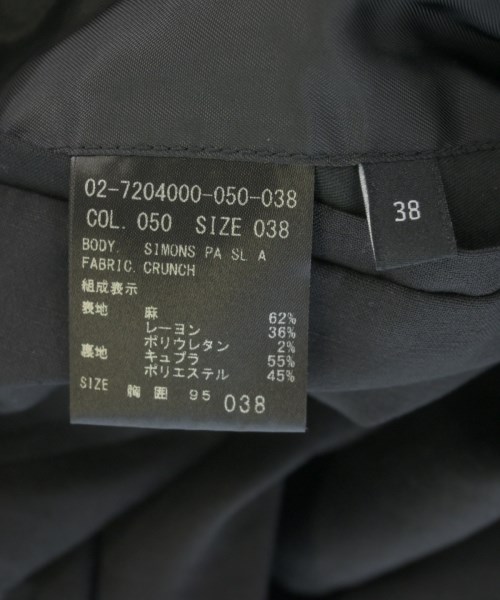 02-7204000-050-038
COL. 050 SIZE 038
BODY. SIMONS PA SL A
FABRIC. CRUNCH
組成表示
表地 麻 62%
レーヨン 36%
ポリウレタン 2%
裏地 キュプラ 55%
ポリエステル 45%
SIZE 胸囲 95 038
38